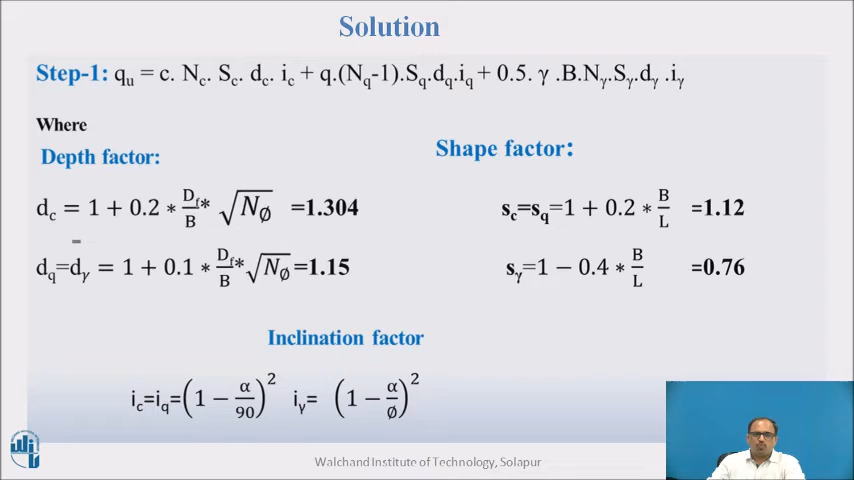 Solution
Step-1: qu = c. Nc. Sc. dc. ic + q.(Nq-1).Sq.dq.iq + 0.5. γ .B.Nγ.Sγ.dγ .iγ
Where
Depth factor:
Shape factor:
dc = 1 + 0.2 * Df/B * √N∅ =1.304
sc=sq=1 + 0.2 * B/L =1.12
dq=dγ = 1 + 0.1 * Df/B * √N∅ =1.15
sγ=1 − 0.4 * B/L =0.76
Inclination factor
ic=iq=(1 − α/90)² iγ= (1 − α/∅)²
Walchand Institute of Technology, Solapur